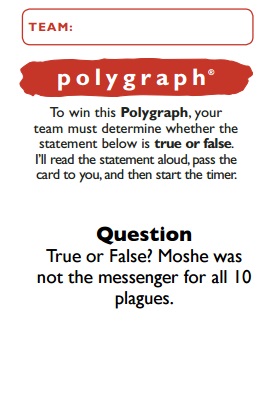 TEAM:
polygraph®
To win this Polygraph, your
team must determine whether the
statement below is true or false.
I'll read the statement aloud, pass the
card to you, and then start the timer.
Question
True or False? Moshe was
not the messenger for all 10
plagues.